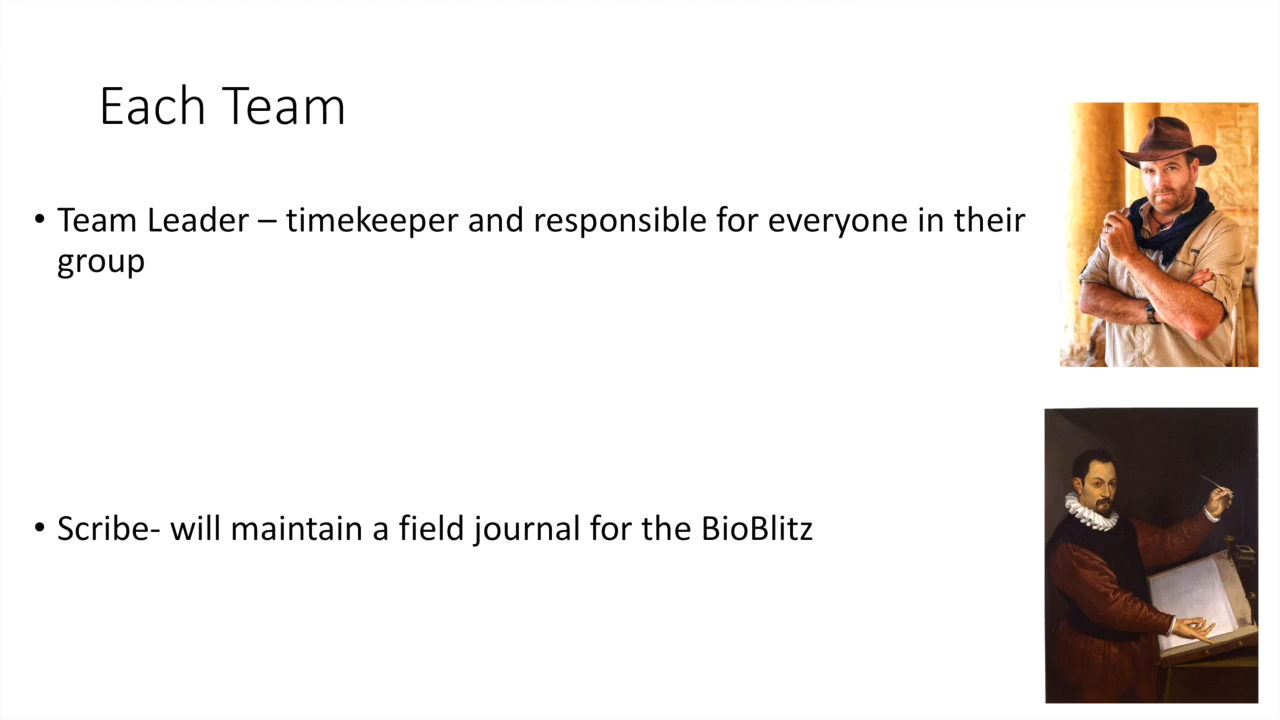 Each Team
• Team Leader – timekeeper and responsible for everyone in their
group
• Scribe- will maintain a field journal for the BioBlitz